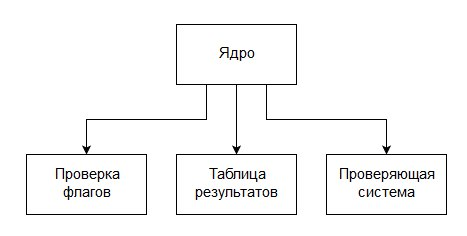 Ядро
Проверка
флагов
Таблица
результатов
Проверяющая
система